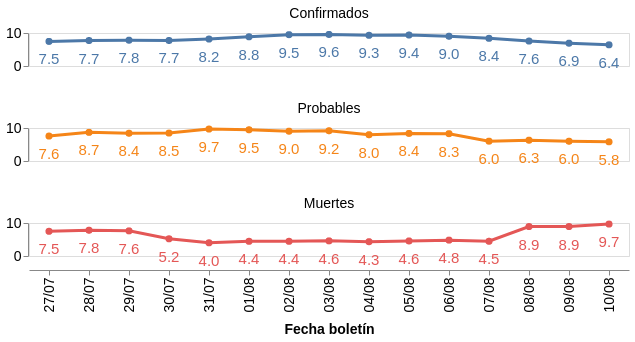 Confirmados
10
0
7.5 7.7 7.8 7.7 8.2 8.8 9.5 9.6 9.3 9.4 9.0 8.4 7.6 6.9 6.4
Probables
10
0
7.6 8.7 8.4 8.5 9.7 9.5 9.0 9.2 8.0 8.4 8.3 6.0 6.3 6.0 5.8
Muertes
10
0
7.5 7.8 7.6 5.2 4.0 4.4 4.4 4.6 4.3 4.6 4.8 4.5 8.9 8.9 9.7
27/07 28/07 29/07 30/07 31/07 01/08 02/08 03/08 04/08 05/08 06/08 07/08 08/08 09/08 10/08
Fecha boletín